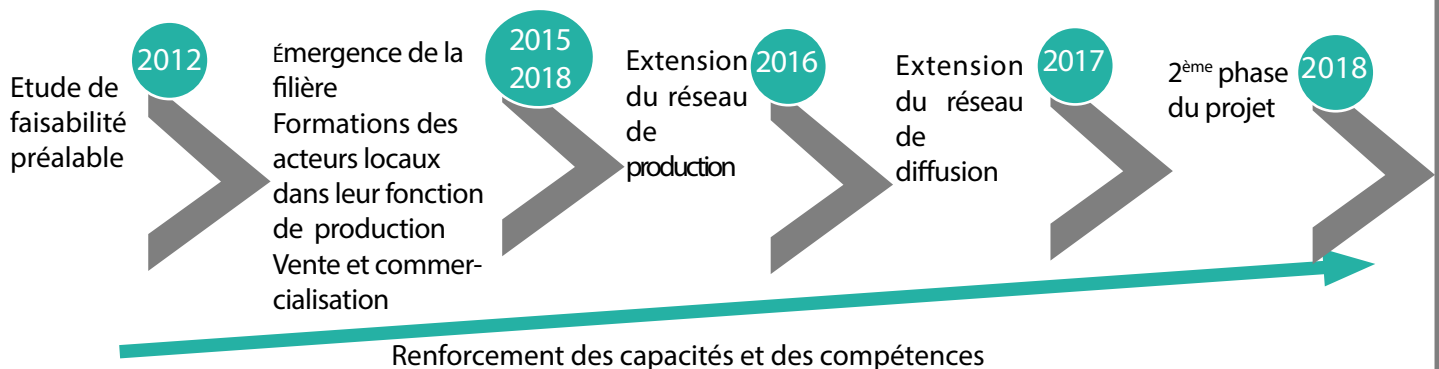 Etude de
faisabilité
préalable
2012
Émergence de la
filière
Formations des
acteurs locaux
dans leur fonction
de production
Vente et commer-
cialisation
2015
2018
Extension
du réseau
de
production
2016
Extension
du réseau
de
diffusion
2017
2ème phase
du projet
2018
Renforcement des capacités et des compétences